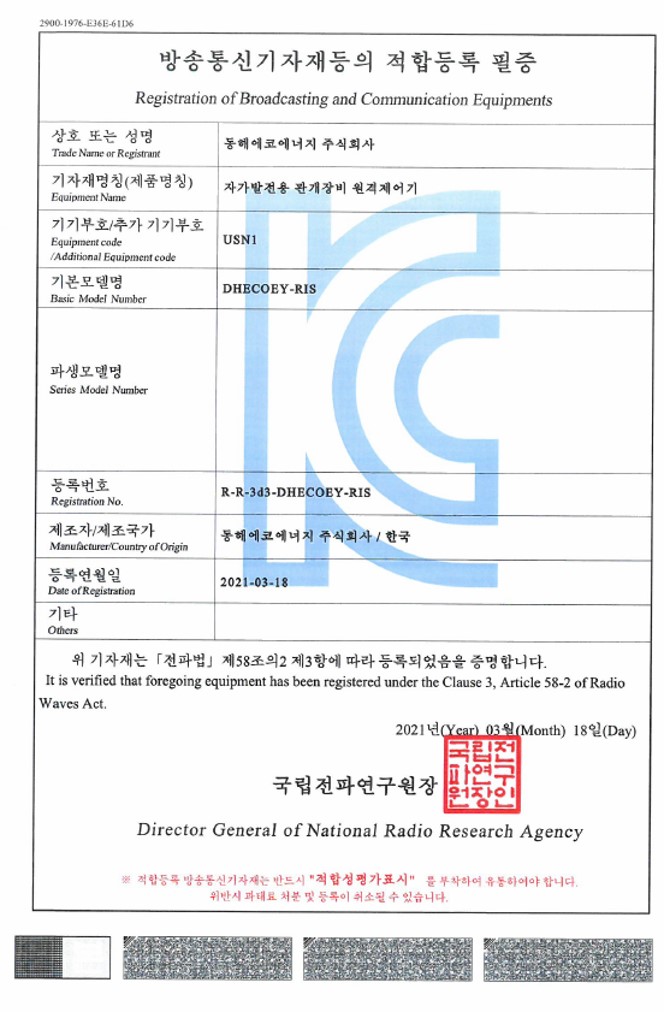 2900-1976-E36E-61D6
방송통신기자재등의 적합등록 필증
Registration of Broadcasting and Communication Equipments
상호 또는 성명
Trade Name or Registrant
동해에코에너지 주식회사
기자재명칭(제품명칭)
Equipment Name
자가발전용 관개장비 원격제어기
기기부호/추가 기기부호
Equipment code
/Additional Equipment code
USN1
기본모델명
Basic Model Number
DHECOEY-RIS
파생모델명
Series Model Number
등록번호
Registration No.
R-R-3d3-DHECOEY-RIS
제조자/제조국가
Manufacturer/Country of Origin
동해에코에너지 주식회사 / 한국
등록연월일
Date of Registration
2021-03-18
기타
Others
위 기자재는 「전파법」 제58조의2 제3항에 따라 등록되었음을 증명합니다.
It is verified that foregoing equipment has been registered under the Clause 3, Article 58-2 of Radio
Waves Act.
2021년(Year) 03월(Month) 18일(Day)
국립전파연구원장
국립전
파연구
원장인
Director General of National Radio Research Agency
※ 적합등록 방송통신기자재는 반드시 "적합성평가표시" 를 부착하여 유통하여야 합니다.
위반시 과태료 처분 및 등록이 취소될 수 있습니다.